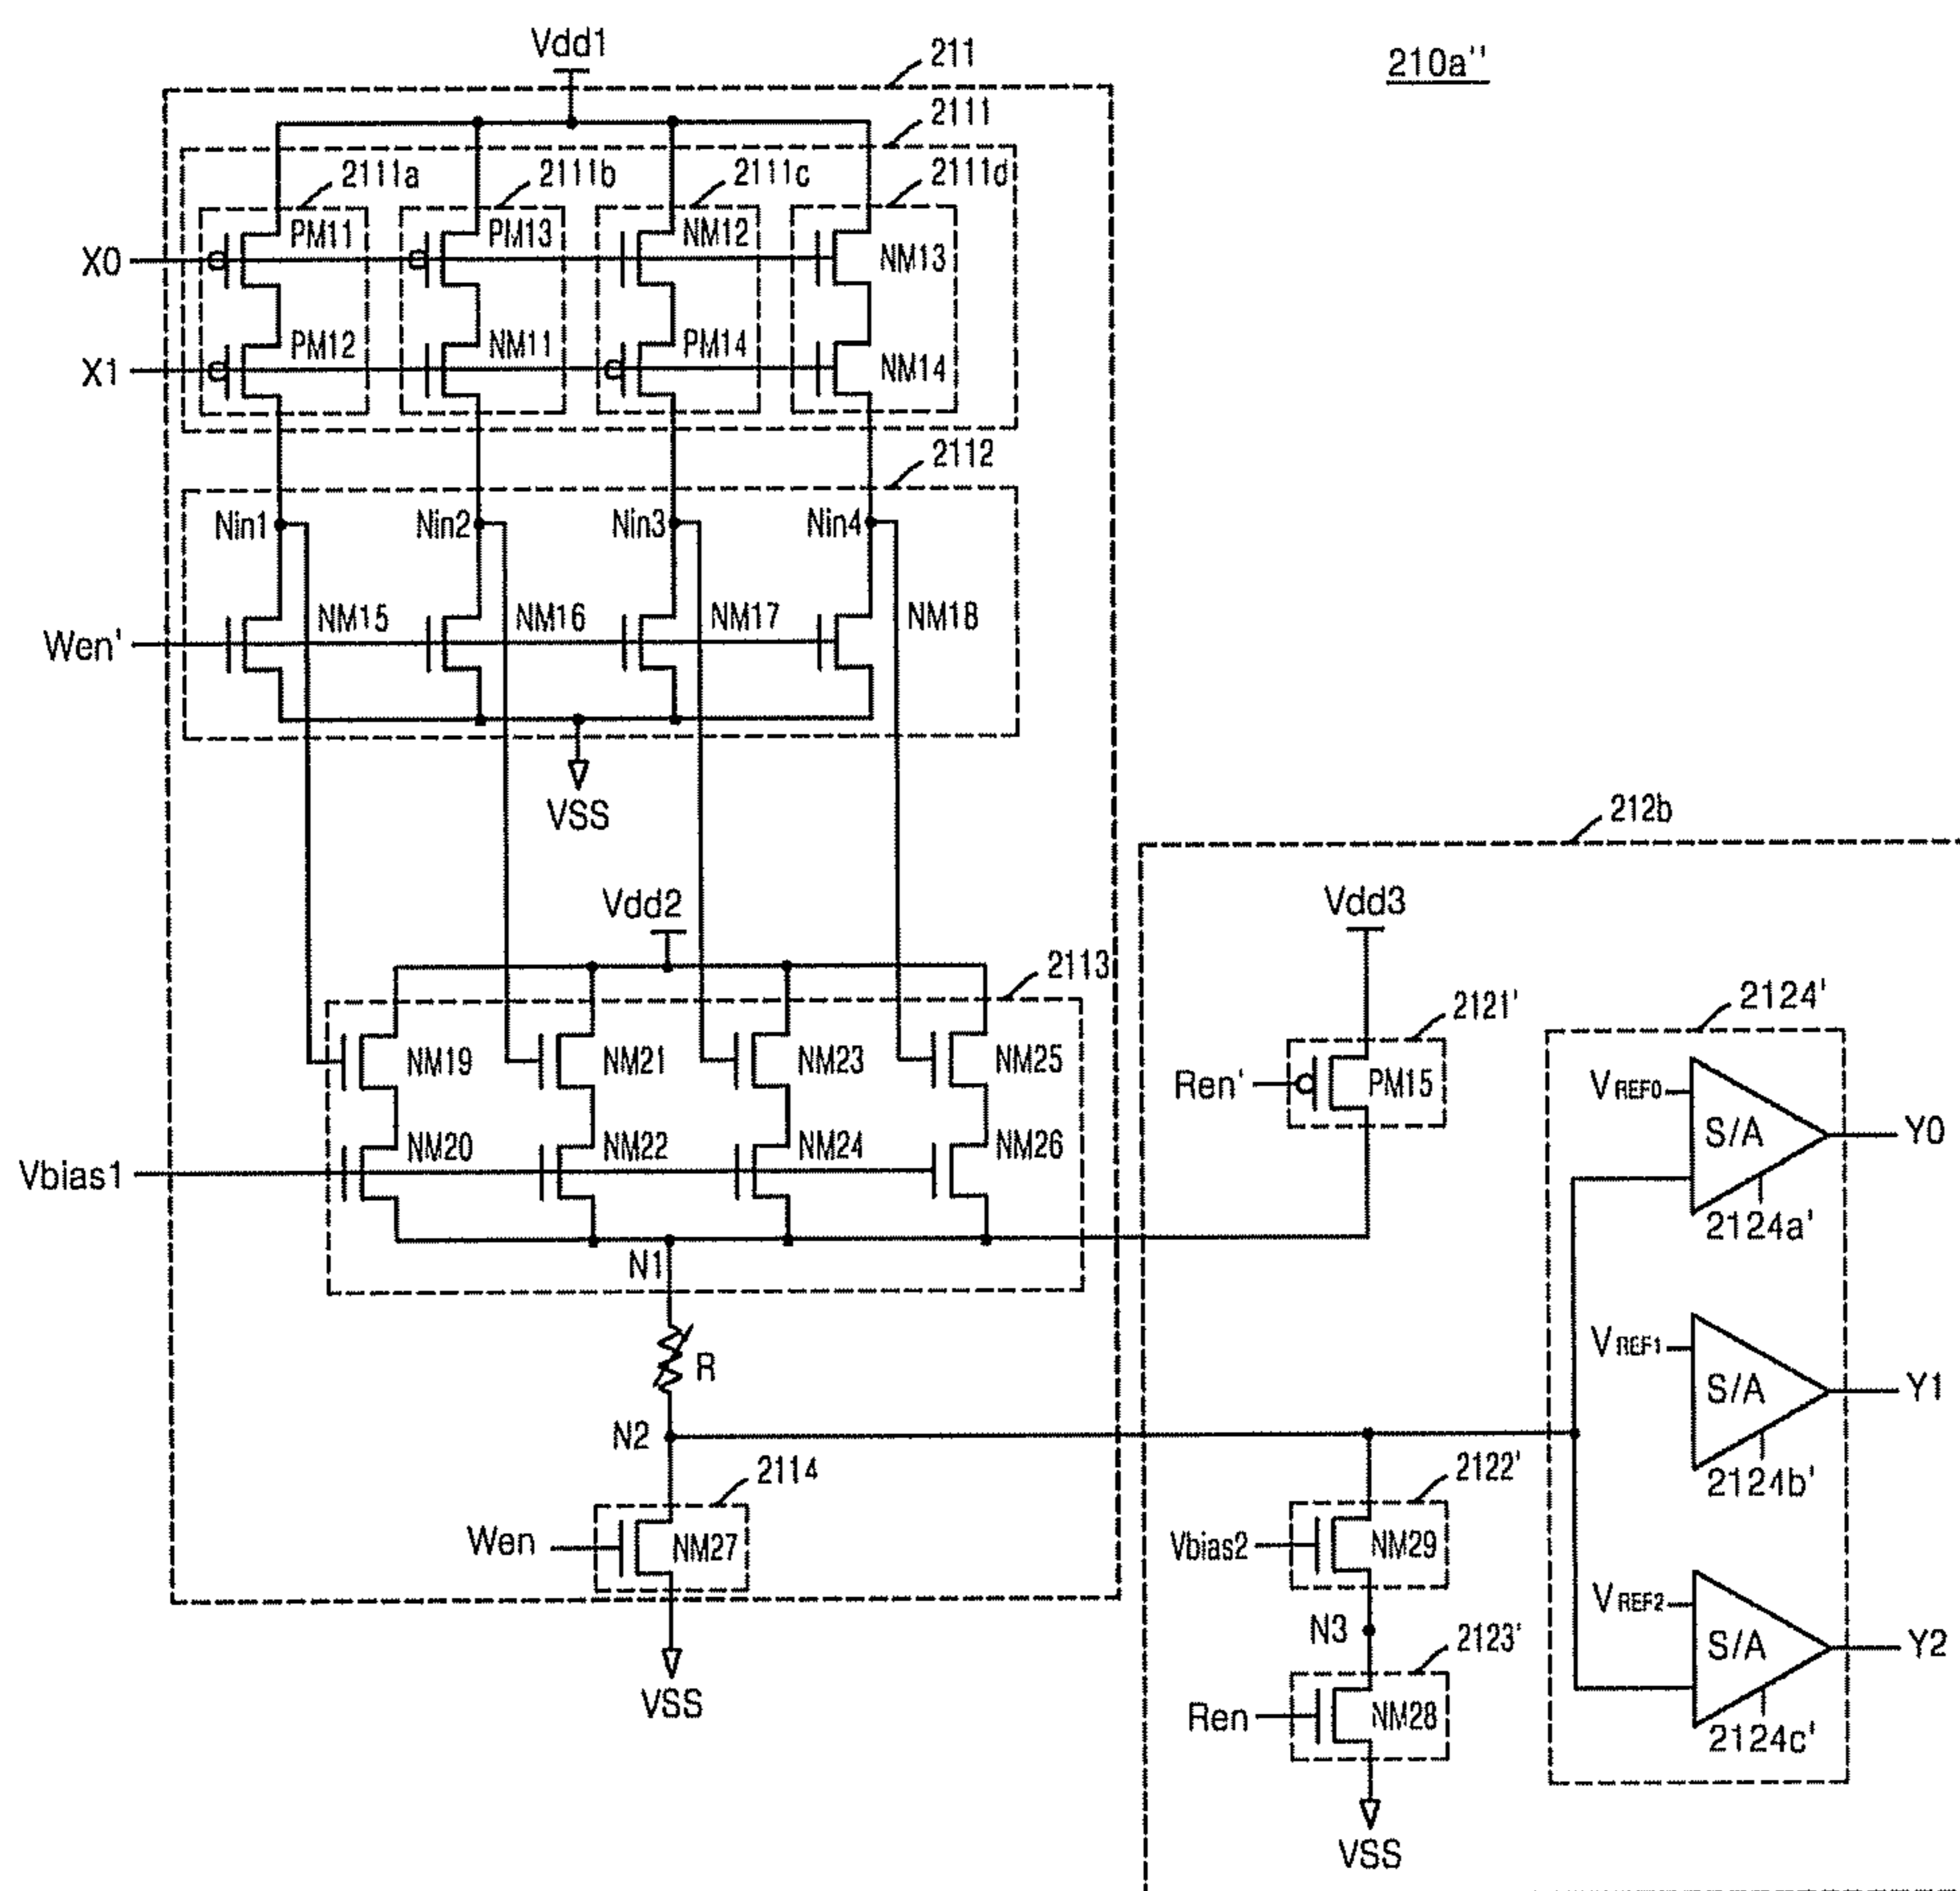 Vdd1
211
210a''
2111
2111a
2111b
2111c
2111d
PM11
PM13
NM12
NM13
X0
PM12
NM11
PM14
NM14
X1
2112
Nin1
Nin2
Nin3
Nin4
NM15
NM16
NM17
NM18
Wen'
VSS
212b
Vdd2
Vdd3
2113
2124'
2121'
NM19
NM21
NM23
NM25
Ren'
PM15
VREF0
S/A
Y0
NM20
NM22
NM24
NM26
Vbias1
2124a'
N1
R
VREF1
S/A
Y1
N2
2114
2122'
2124b'
Wen
NM27
Vbias2
NM29
VREF2
S/A
Y2
N3
2123'
VSS
Ren
NM28
2124c'
VSS